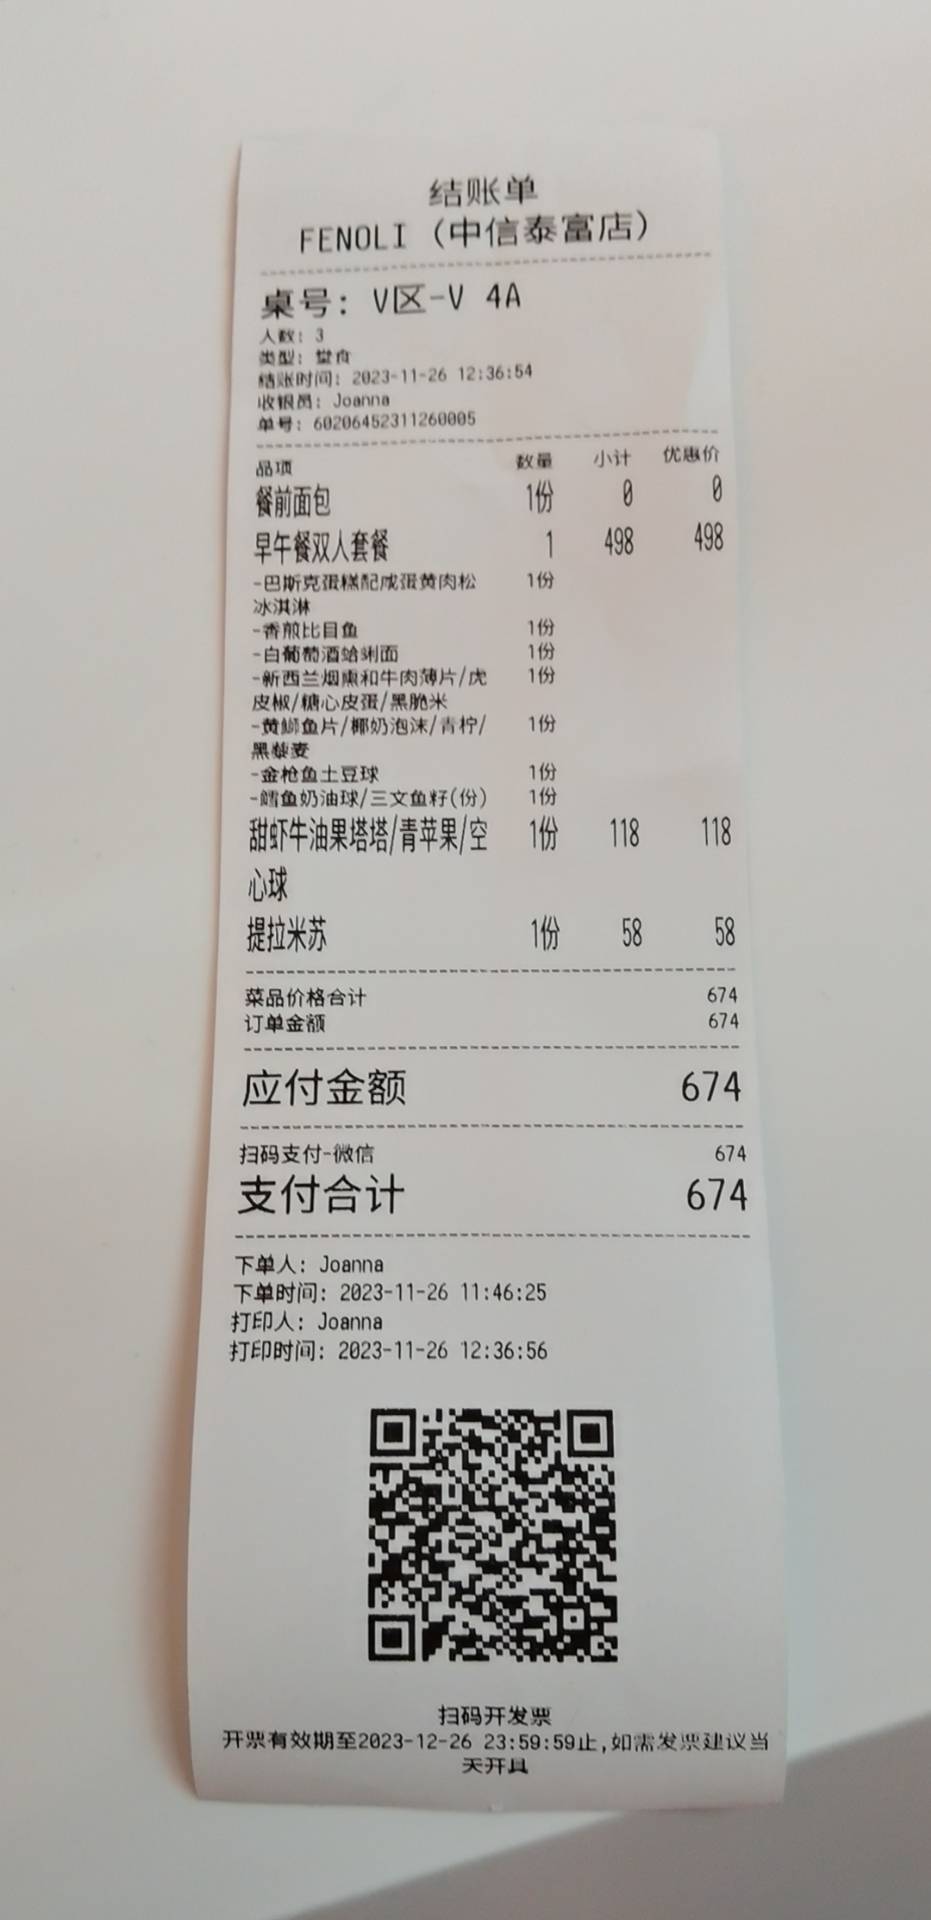 结账单
FENOLI (中信泰富店)
桌号: V区-V 4A
人数: 3
类型: 堂食
结账时间: 2023-11-26 12:36:54
收银员: Joanna
单号: 60206452311260005
品项 数量 小计 优惠价
餐前面包 1份 0 0
早午餐双人套餐 1 498 498
-巴斯克蛋糕配咸蛋黄肉松 1份
冰淇淋
-香煎比目鱼 1份
-白葡萄酒蛤蜊面 1份
-新西兰烟熏和牛肉薄片/虎 1份
皮椒/糖心皮蛋/黑脆米
-黄鰤鱼片/椰奶泡沫/青柠/ 1份
黑藜麦
-金枪鱼土豆球 1份
-鳕鱼奶油球/三文鱼籽(份) 1份
甜虾牛油果塔塔/青苹果/空 1份 118 118
心球
提拉米苏 1份 58 58
菜品价格合计 674
订单金额 674
应付金额 674
扫码支付-微信 674
支付合计 674
下单人: Joanna
下单时间: 2023-11-26 11:46:25
打印人: Joanna
打印时间: 2023-11-26 12:36:56
扫码开发票
开票有效期至2023-12-26 23:59:59止,如需发票建议当
天开具